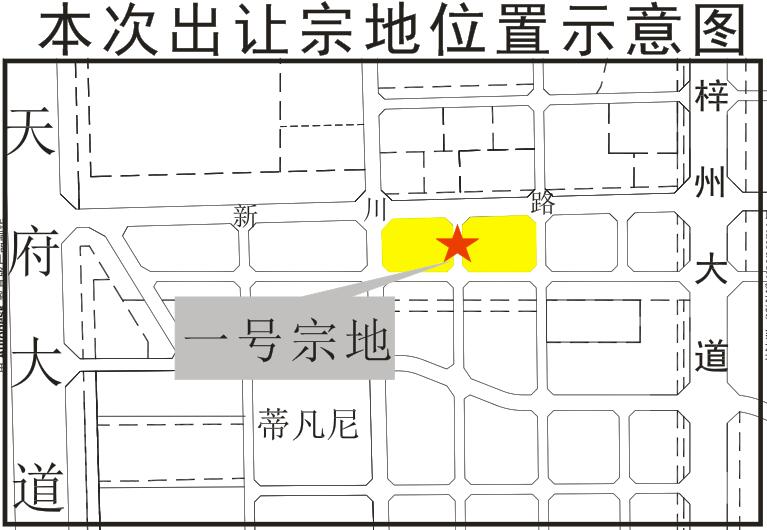 本次出让宗地位置示意图
天府大道
梓州大道
新川路
一号宗地
蒂凡尼